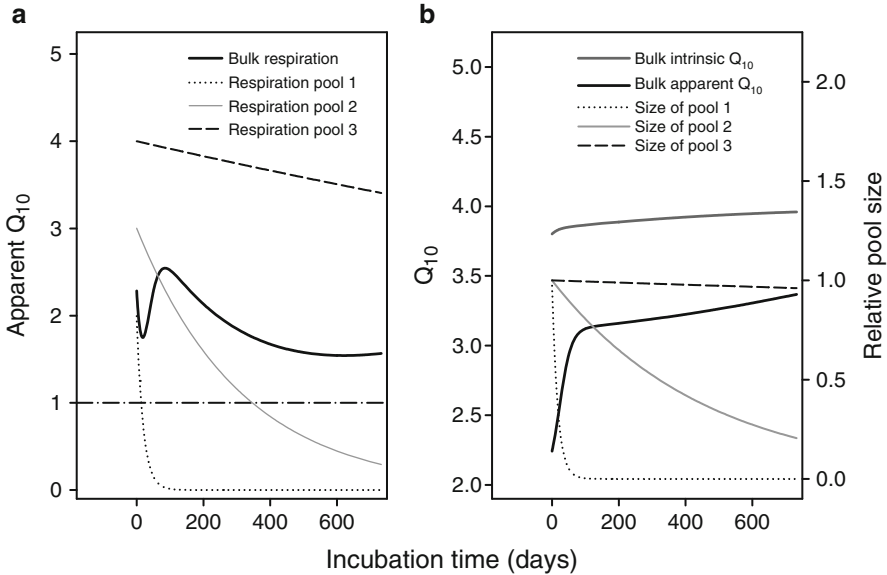 a
b
5
4
3
2
1
0
Apparent Q10
Bulk respiration
Respiration pool 1
Respiration pool 2
Respiration pool 3
0
200
400
600
5.0
4.5
4.0
3.5
3.0
2.5
2.0
Q10
Bulk intrinsic Q10
Bulk apparent Q10
Size of pool 1
Size of pool 2
Size of pool 3
0
200
400
600
2.0
1.5
1.0
0.5
0.0
Relative pool size
Incubation time (days)